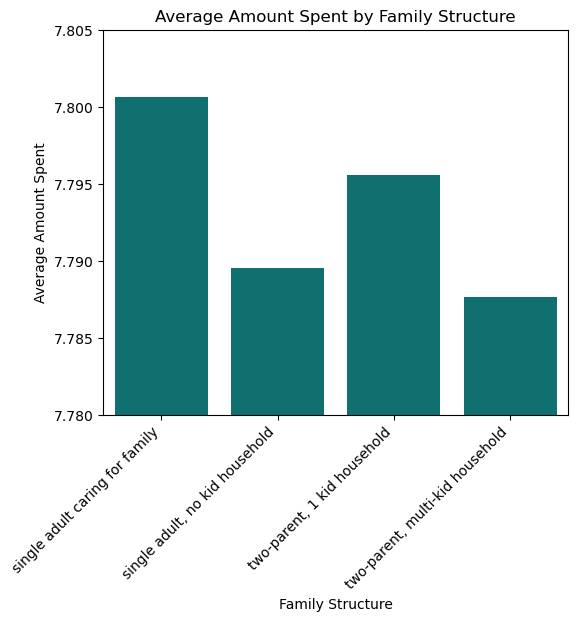 Average Amount Spent by Family Structure
7.805
7.800
7.795
7.790
7.785
7.780
Average Amount Spent
single adult caring for family
single adult, no kid household
two-parent, 1 kid household
two-parent, multi-kid household
Family Structure